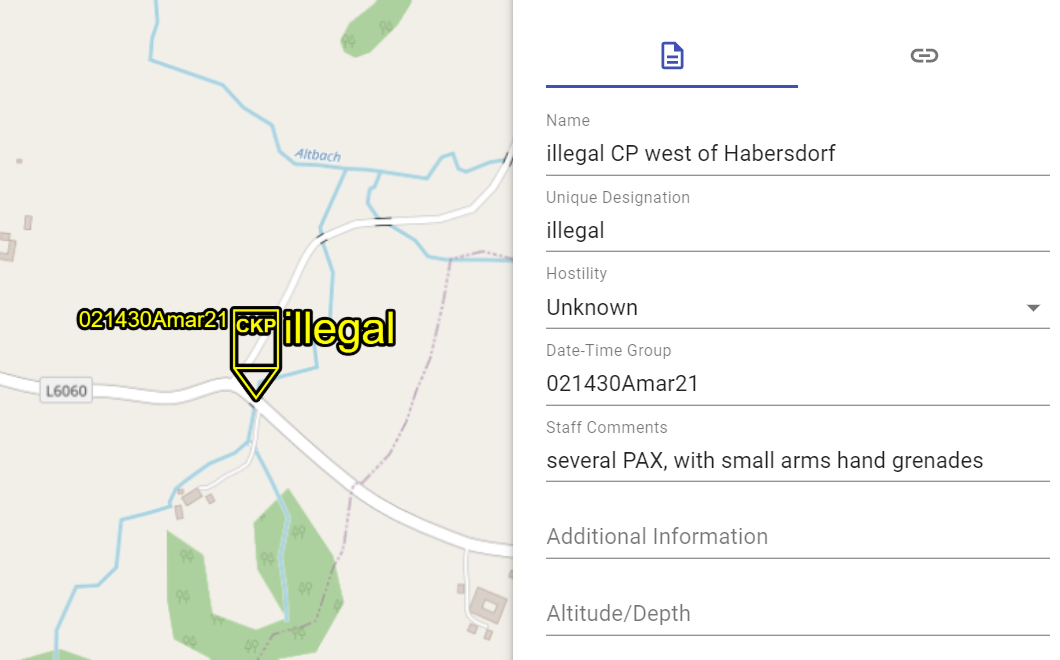 Altbach
021430Amar21
CKP
illegal
L6060
Name
illegal CP west of Habersdorf
Unique Designation
illegal
Hostility
Unknown
Date-Time Group
021430Amar21
Staff Comments
several PAX, with small arms hand grenades
Additional Information
Altitude/Depth